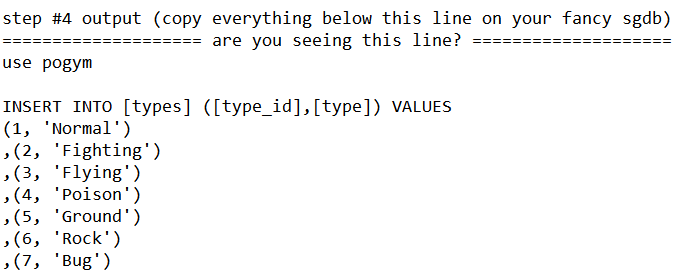 step #4 output (copy everything below this line on your fancy sgdb)
==================== are you seeing this line? ====================
use pogym
INSERT INTO [types] ([type_id],[type]) VALUES
(1, 'Normal')
,(2, 'Fighting')
,(3, 'Flying')
,(4, 'Poison')
,(5, 'Ground')
,(6, 'Rock')
,(7, 'Bug')